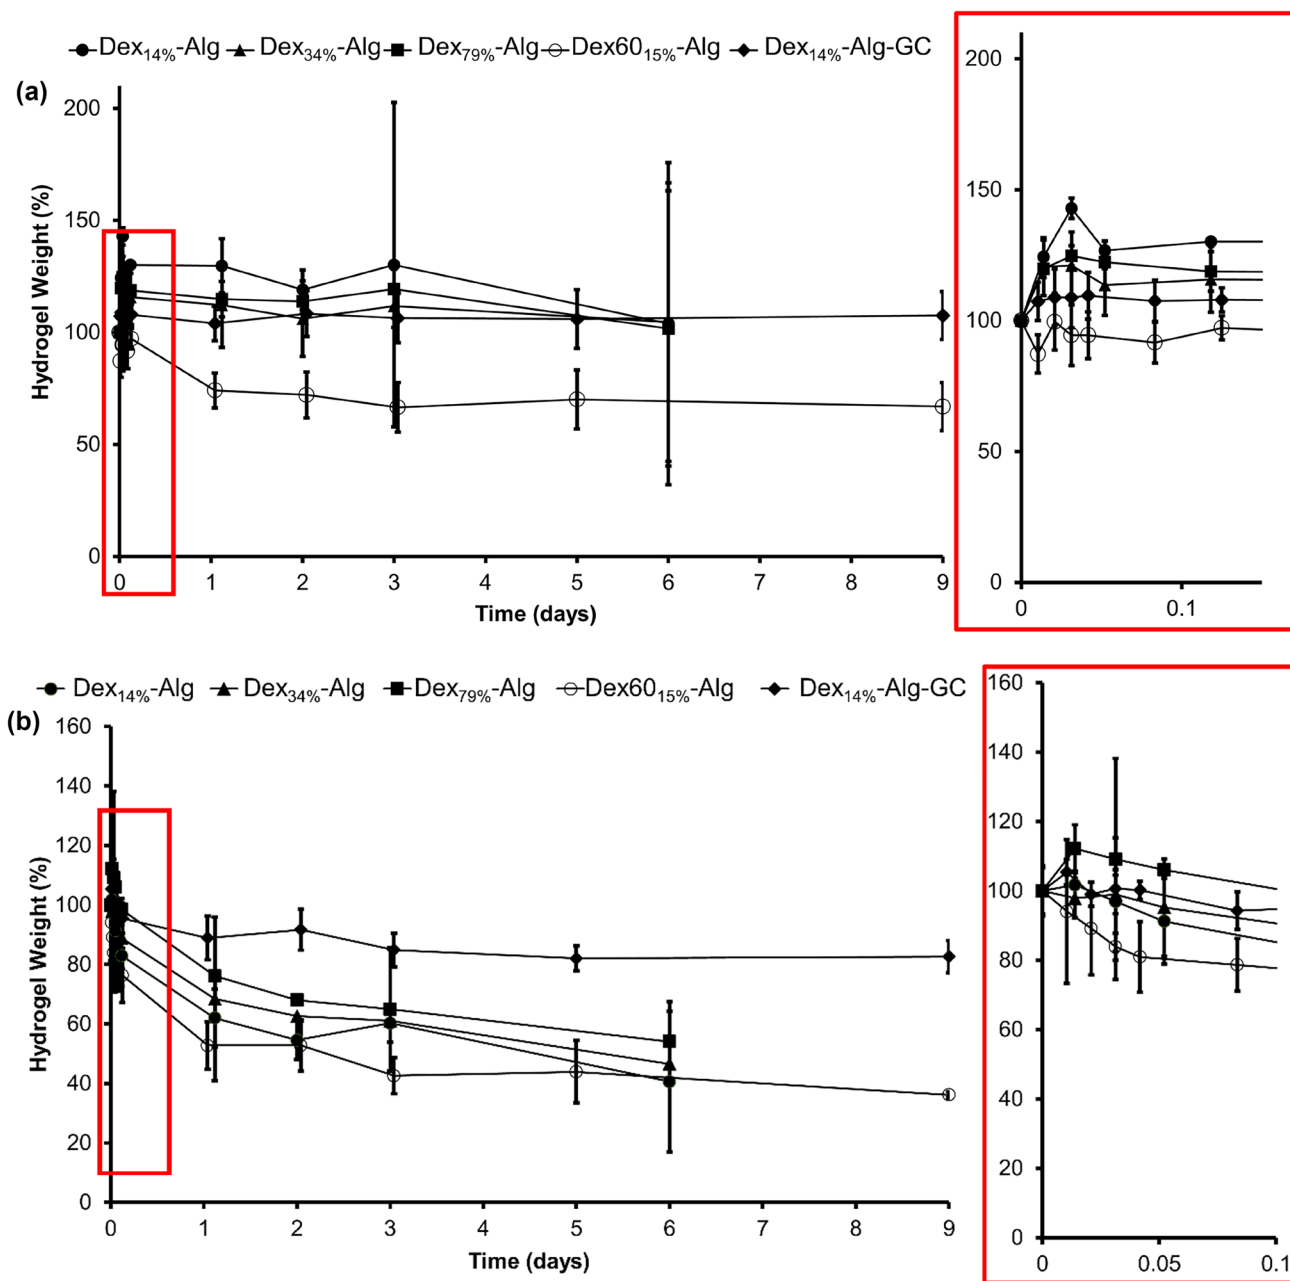 Dex14%-Alg Dex34%-Alg Dex79%-Alg Dex6015%-Alg Dex14%-Alg-GC
(a)
Hydrogel Weight (%)
200
150
100
50
0
0 1 2 3 4 5 6 7 8 9
Time (days)
200
150
100
50
0
0 0.1
Dex14%-Alg Dex34%-Alg Dex79%-Alg Dex6015%-Alg Dex14%-Alg-GC
(b)
Hydrogel Weight (%)
160
140
120
100
80
60
40
20
0
0 1 2 3 4 5 6 7 8 9
Time (days)
160
140
120
100
80
60
40
20
0
0 0.05 0.1